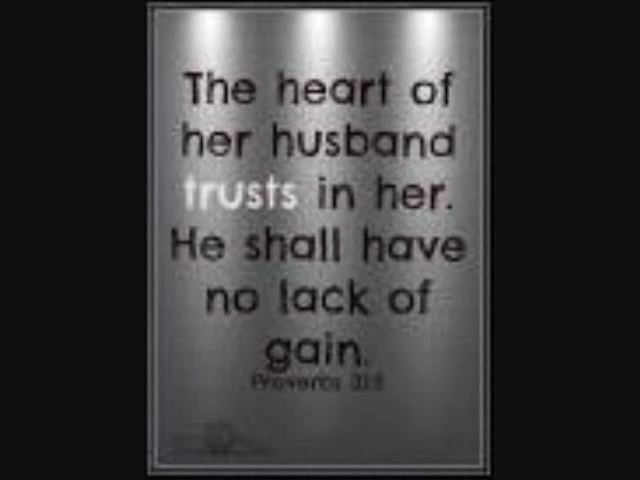 The heart of
her husband
trusts in her.
He shall have
no lack of
gain.
Proverbs